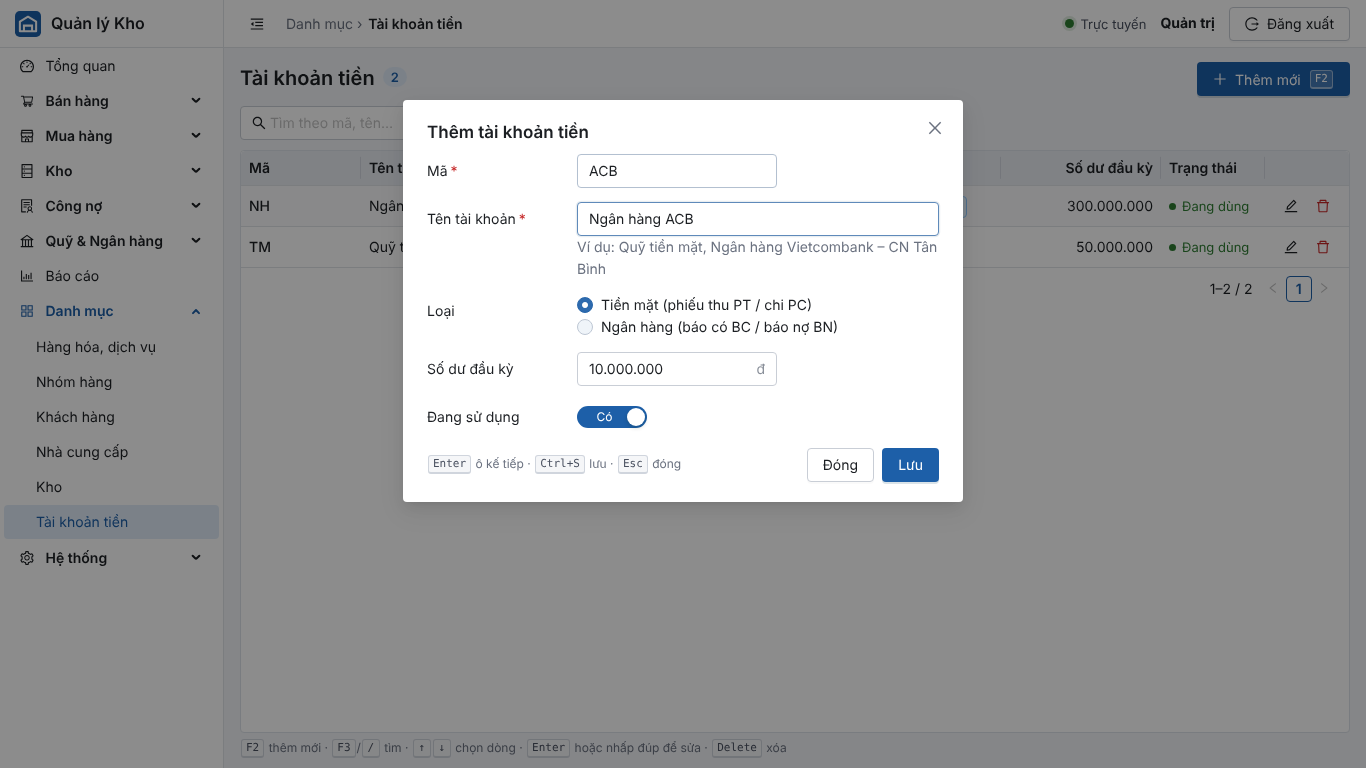 Quản lý Kho
Danh mục › Tài khoản tiền
Trực tuyến
Quản trị
Đăng xuất
Tổng quan
Bán hàng
Mua hàng
Kho
Công nợ
Quỹ & Ngân hàng
Báo cáo
Danh mục
Hàng hóa, dịch vụ
Nhóm hàng
Khách hàng
Nhà cung cấp
Kho
Tài khoản tiền
Hệ thống
Tài khoản tiền 2
Thêm mới F2
Tìm theo mã, tên...
Mã Tên t Số dư đầu kỳ Trạng thái
NH Ngân 300.000.000 Đang dùng
TM Quỹ t 50.000.000 Đang dùng
1–2 / 2 1
Thêm tài khoản tiền
Mã * ACB
Tên tài khoản * Ngân hàng ACB
Ví dụ: Quỹ tiền mặt, Ngân hàng Vietcombank – CN Tân
Bình
Loại
Tiền mặt (phiếu thu PT / chi PC)
Ngân hàng (báo có BC / báo nợ BN)
Số dư đầu kỳ 10.000.000 đ
Đang sử dụng Có
Enter ô kế tiếp · Ctrl+S lưu · Esc đóng
Đóng
Lưu
F2 thêm mới · F3 / / tìm · ↑ ↓ chọn dòng · Enter hoặc nhấp đúp để sửa · Delete xóa